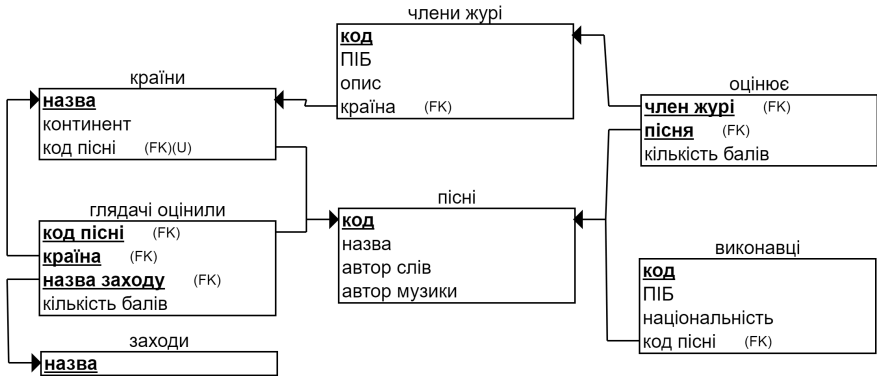 члени журі
код
ПІБ
опис
країна (FK)
країни
назва
континент
код пісні (FK)(U)
оцінює
член журі (FK)
пісня (FK)
кількість балів
глядачі оцінили
код пісні (FK)
країна (FK)
назва заходу (FK)
кількість балів
пісні
код
назва
автор слів
автор музики
виконавці
код
ПІБ
національність
код пісні (FK)
заходи
назва